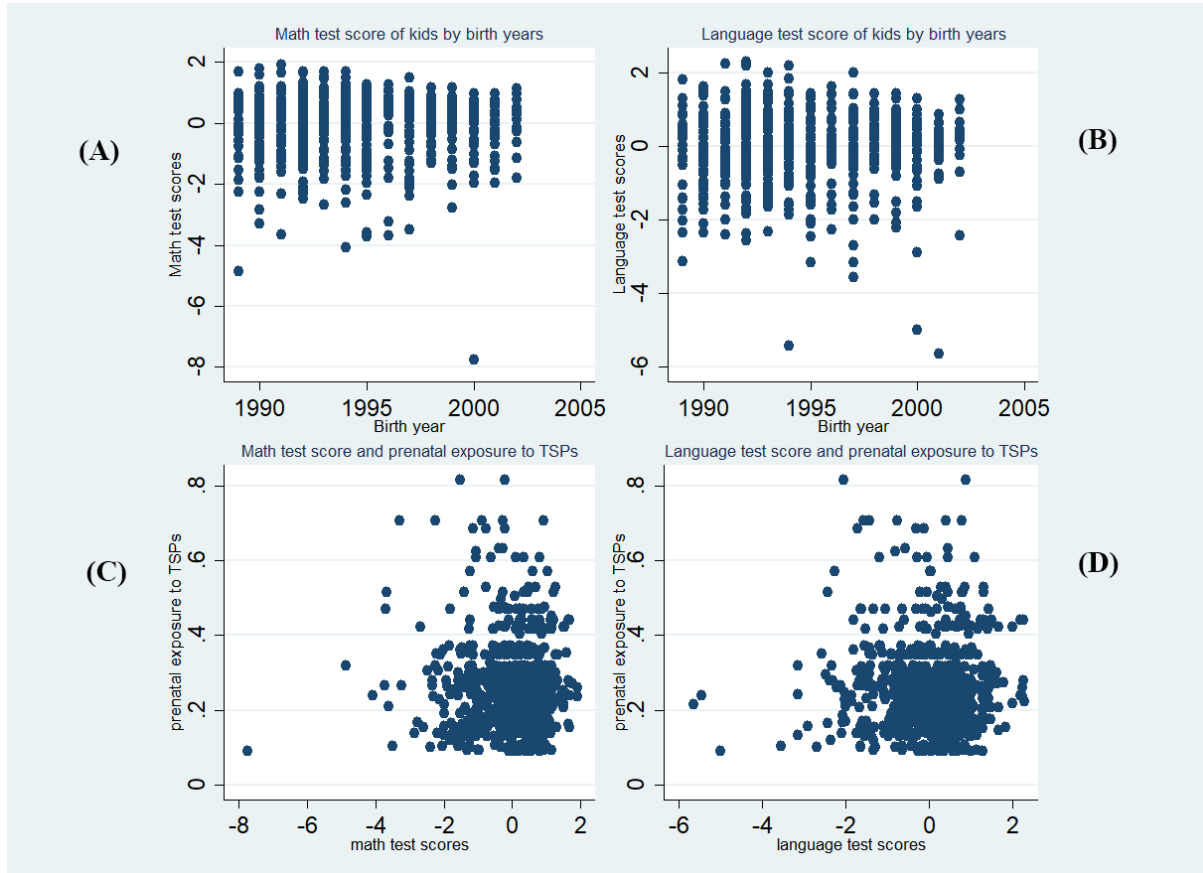 Math test score of kids by birth years
Language test score of kids by birth years
(A)
Math test scores
2
0
-2
-4
-6
-8
1990 1995 2000 2005
Birth year
Language test scores
2
0
-2
-4
-6
1990 1995 2000 2005
Birth year
(B)
Math test score and prenatal exposure to TSPs
Language test score and prenatal exposure to TSPs
(C)
prenatal exposure to TSPs
.8
.6
.4
.2
0
-8 -6 -4 -2 0 2
math test scores
prenatal exposure to TSPs
.8
.6
.4
.2
0
-6 -4 -2 0 2
language test scores
(D)